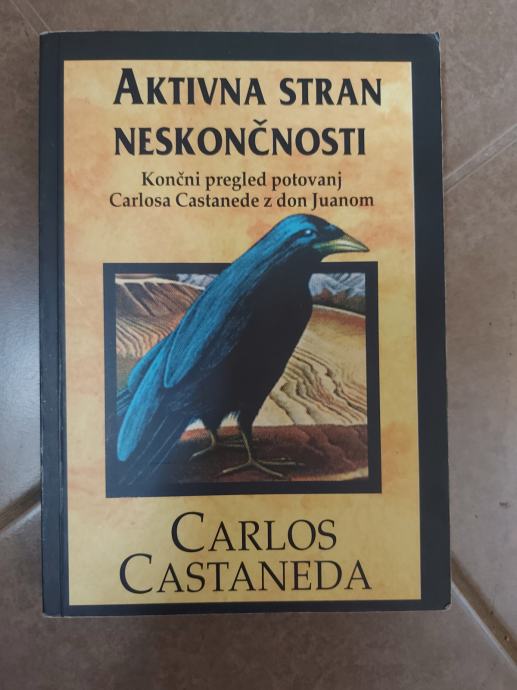 AKTIVNA STRAN
NESKONČNOSTI
Končni pregled potovanj
Carlosa Castanede z don Juanom
CARLOS
CASTANEDA